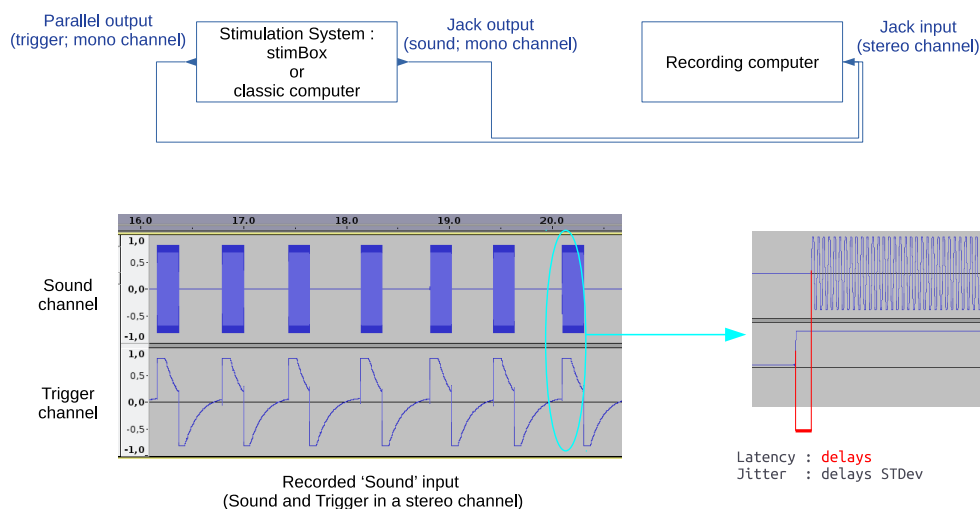 Parallel output
(trigger; mono channel)
Stimulation System :
stimBox
or
classic computer
Jack output
(sound; mono channel)
Recording computer
Jack input
(stereo channel)
16.0 17.0 18.0 19.0 20.0
Sound
channel
1,0
0,5
0,0
-0,5
-1,0
Trigger
channel
1,0
0,5
0,0
-0,5
-1,0
Recorded ‘Sound’ input
(Sound and Trigger in a stereo channel)
Latency : delays
Jitter : delays STDev